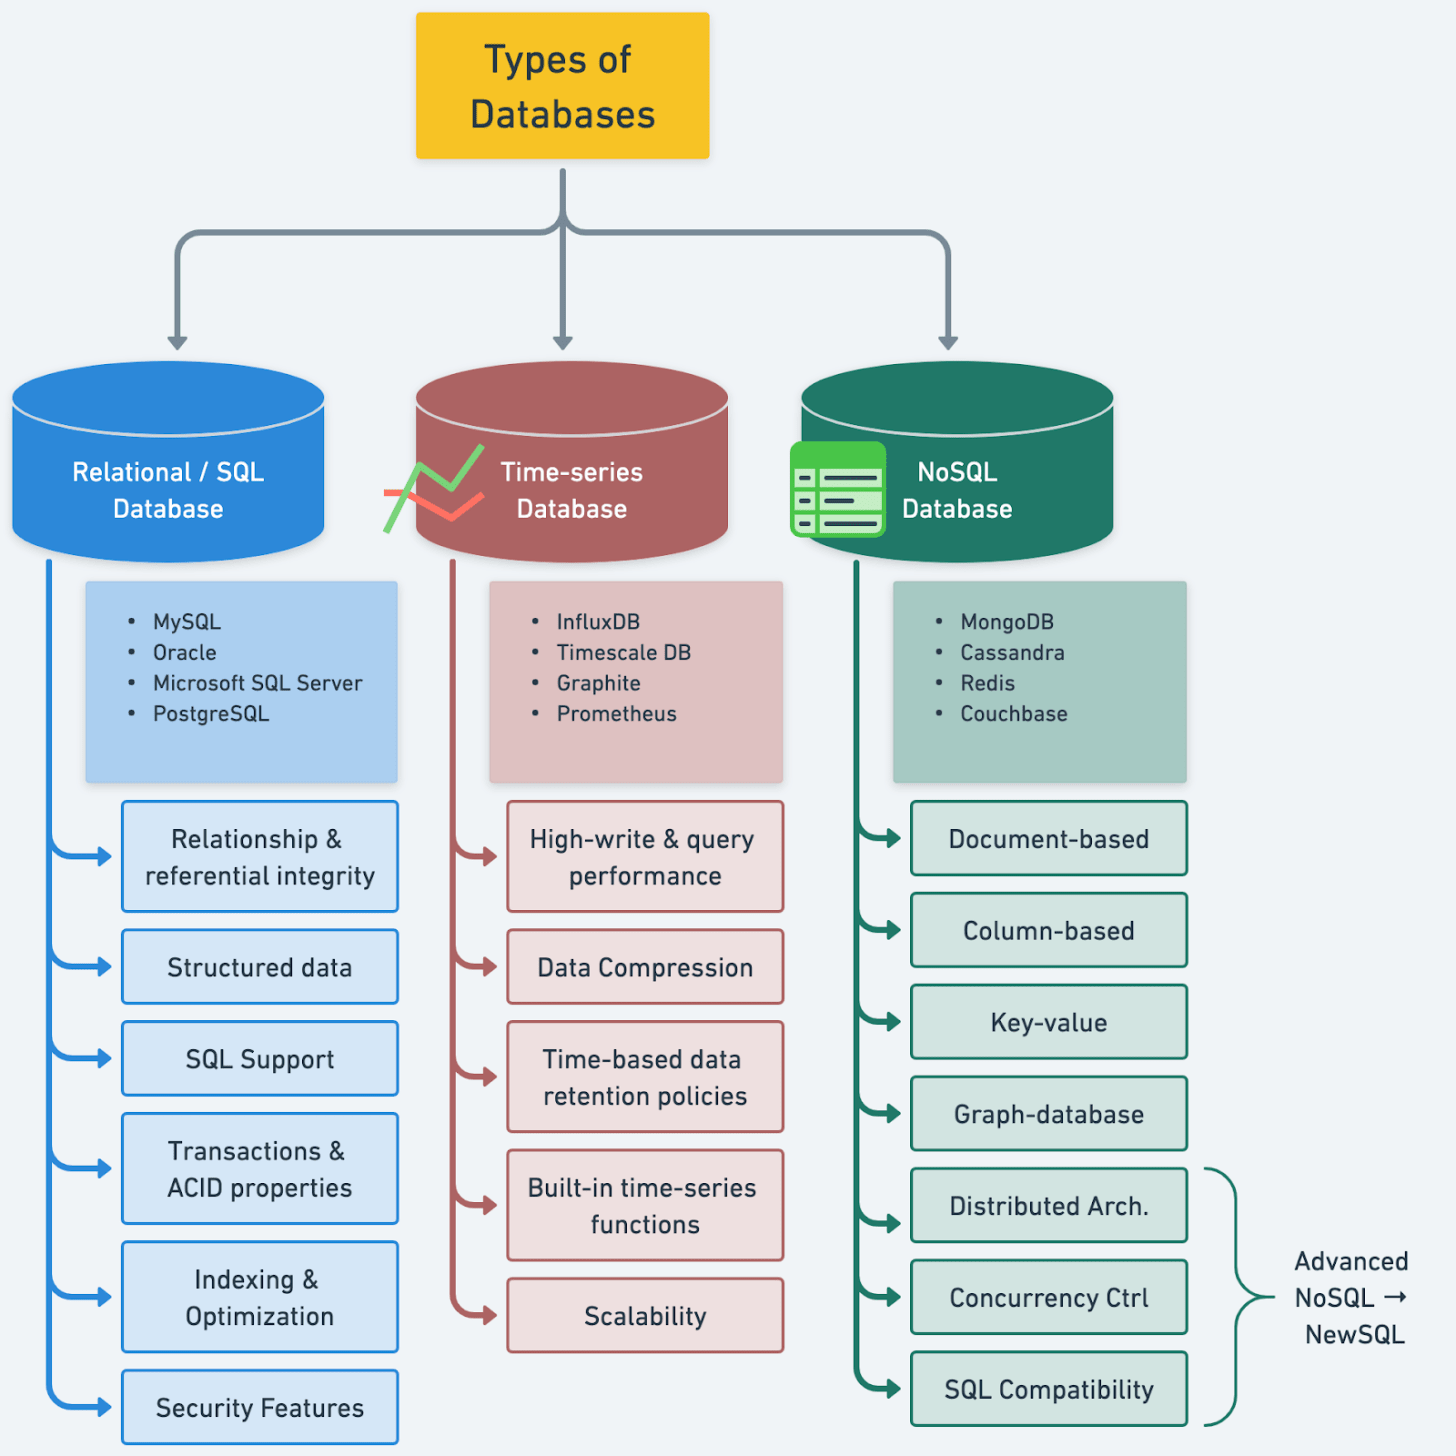 Types of
Databases
Relational / SQL
Database
• MySQL
• Oracle
• Microsoft SQL Server
• PostgreSQL
Relationship &
referential integrity
Structured data
SQL Support
Transactions &
ACID properties
Indexing &
Optimization
Security Features
Time-series
Database
• InfluxDB
• Timescale DB
• Graphite
• Prometheus
High-write & query
performance
Data Compression
Time-based data
retention policies
Built-in time-series
functions
Scalability
NoSQL
Database
• MongoDB
• Cassandra
• Redis
• Couchbase
Document-based
Column-based
Key-value
Graph-database
Distributed Arch.
Concurrency Ctrl
SQL Compatibility
Advanced
NoSQL →
NewSQL